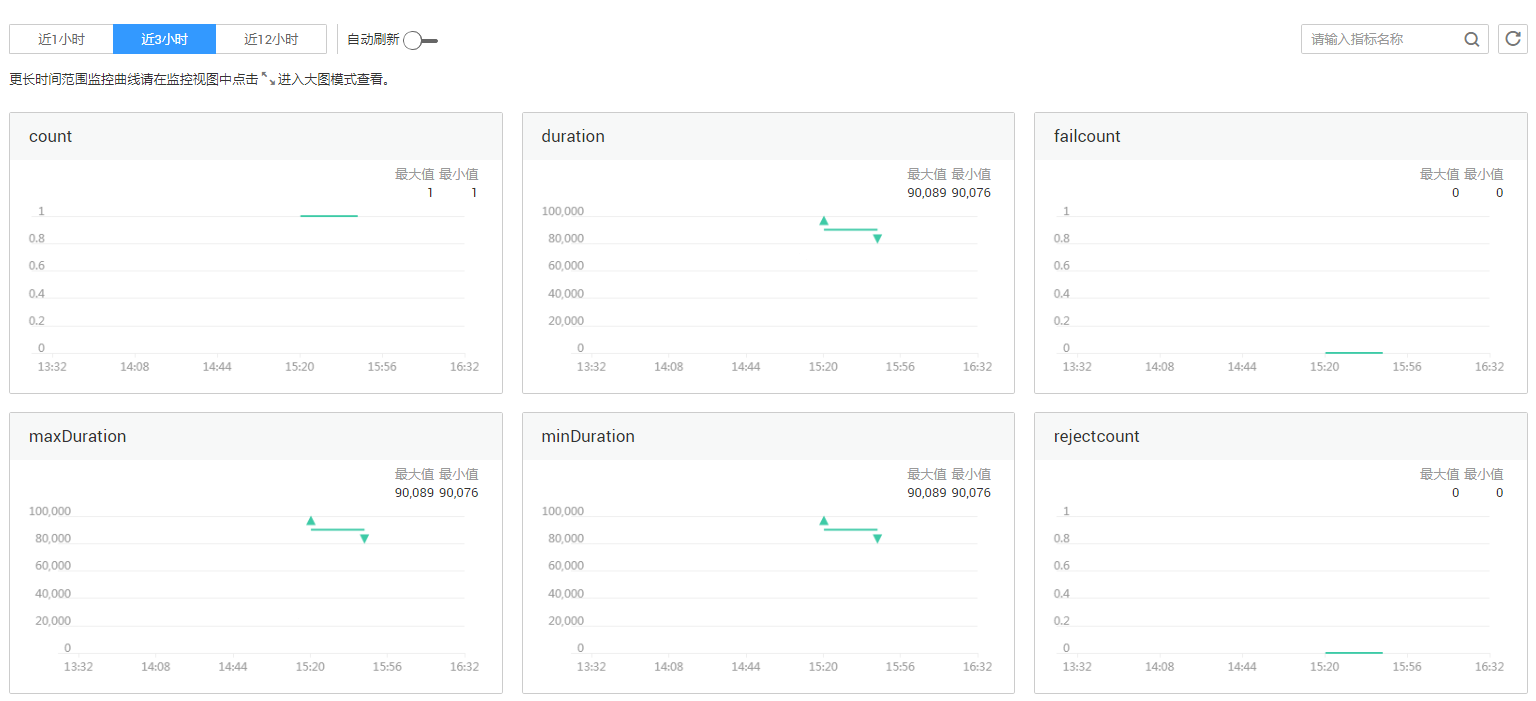 近1小时 近3小时 近12小时 自动刷新 请输入指标名称
更长时间范围监控曲线请在监控视图中点击 进入大图模式查看。
count
最大值 最小值
1 1
1
0.8
0.6
0.4
0.2
0
13:32 14:08 14:44 15:20 15:56 16:32
duration
最大值 最小值
90,089 90,076
100,000
80,000
60,000
40,000
20,000
0
13:32 14:08 14:44 15:20 15:56 16:32
failcount
最大值 最小值
0 0
1
0.8
0.6
0.4
0.2
0
13:32 14:08 14:44 15:20 15:56 16:32
maxDuration
最大值 最小值
90,089 90,076
100,000
80,000
60,000
40,000
20,000
0
13:32 14:08 14:44 15:20 15:56 16:32
minDuration
最大值 最小值
90,089 90,076
100,000
80,000
60,000
40,000
20,000
0
13:32 14:08 14:44 15:20 15:56 16:32
rejectcount
最大值 最小值
0 0
1
0.8
0.6
0.4
0.2
0
13:32 14:08 14:44 15:20 15:56 16:32